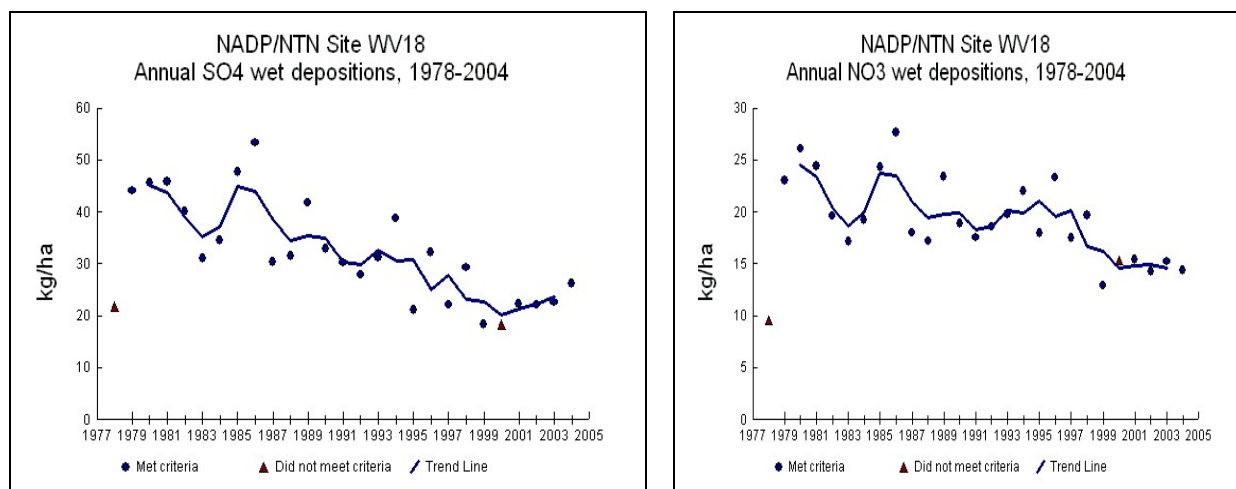 NADP/NTN Site WV18
Annual SO4 wet depositions, 1978-2004
60
50
40
30
20
10
0
kg/ha
1977 1979 1981 1983 1985 1987 1989 1991 1993 1995 1997 1999 2001 2003 2005
Met criteria Did not meet criteria Trend Line
NADP/NTN Site WV18
Annual NO3 wet depositions, 1978-2004
30
25
20
15
10
5
0
kg/ha
1977 1979 1981 1983 1985 1987 1989 1991 1993 1995 1997 1999 2001 2003 2005
Met criteria Did not meet criteria Trend Line